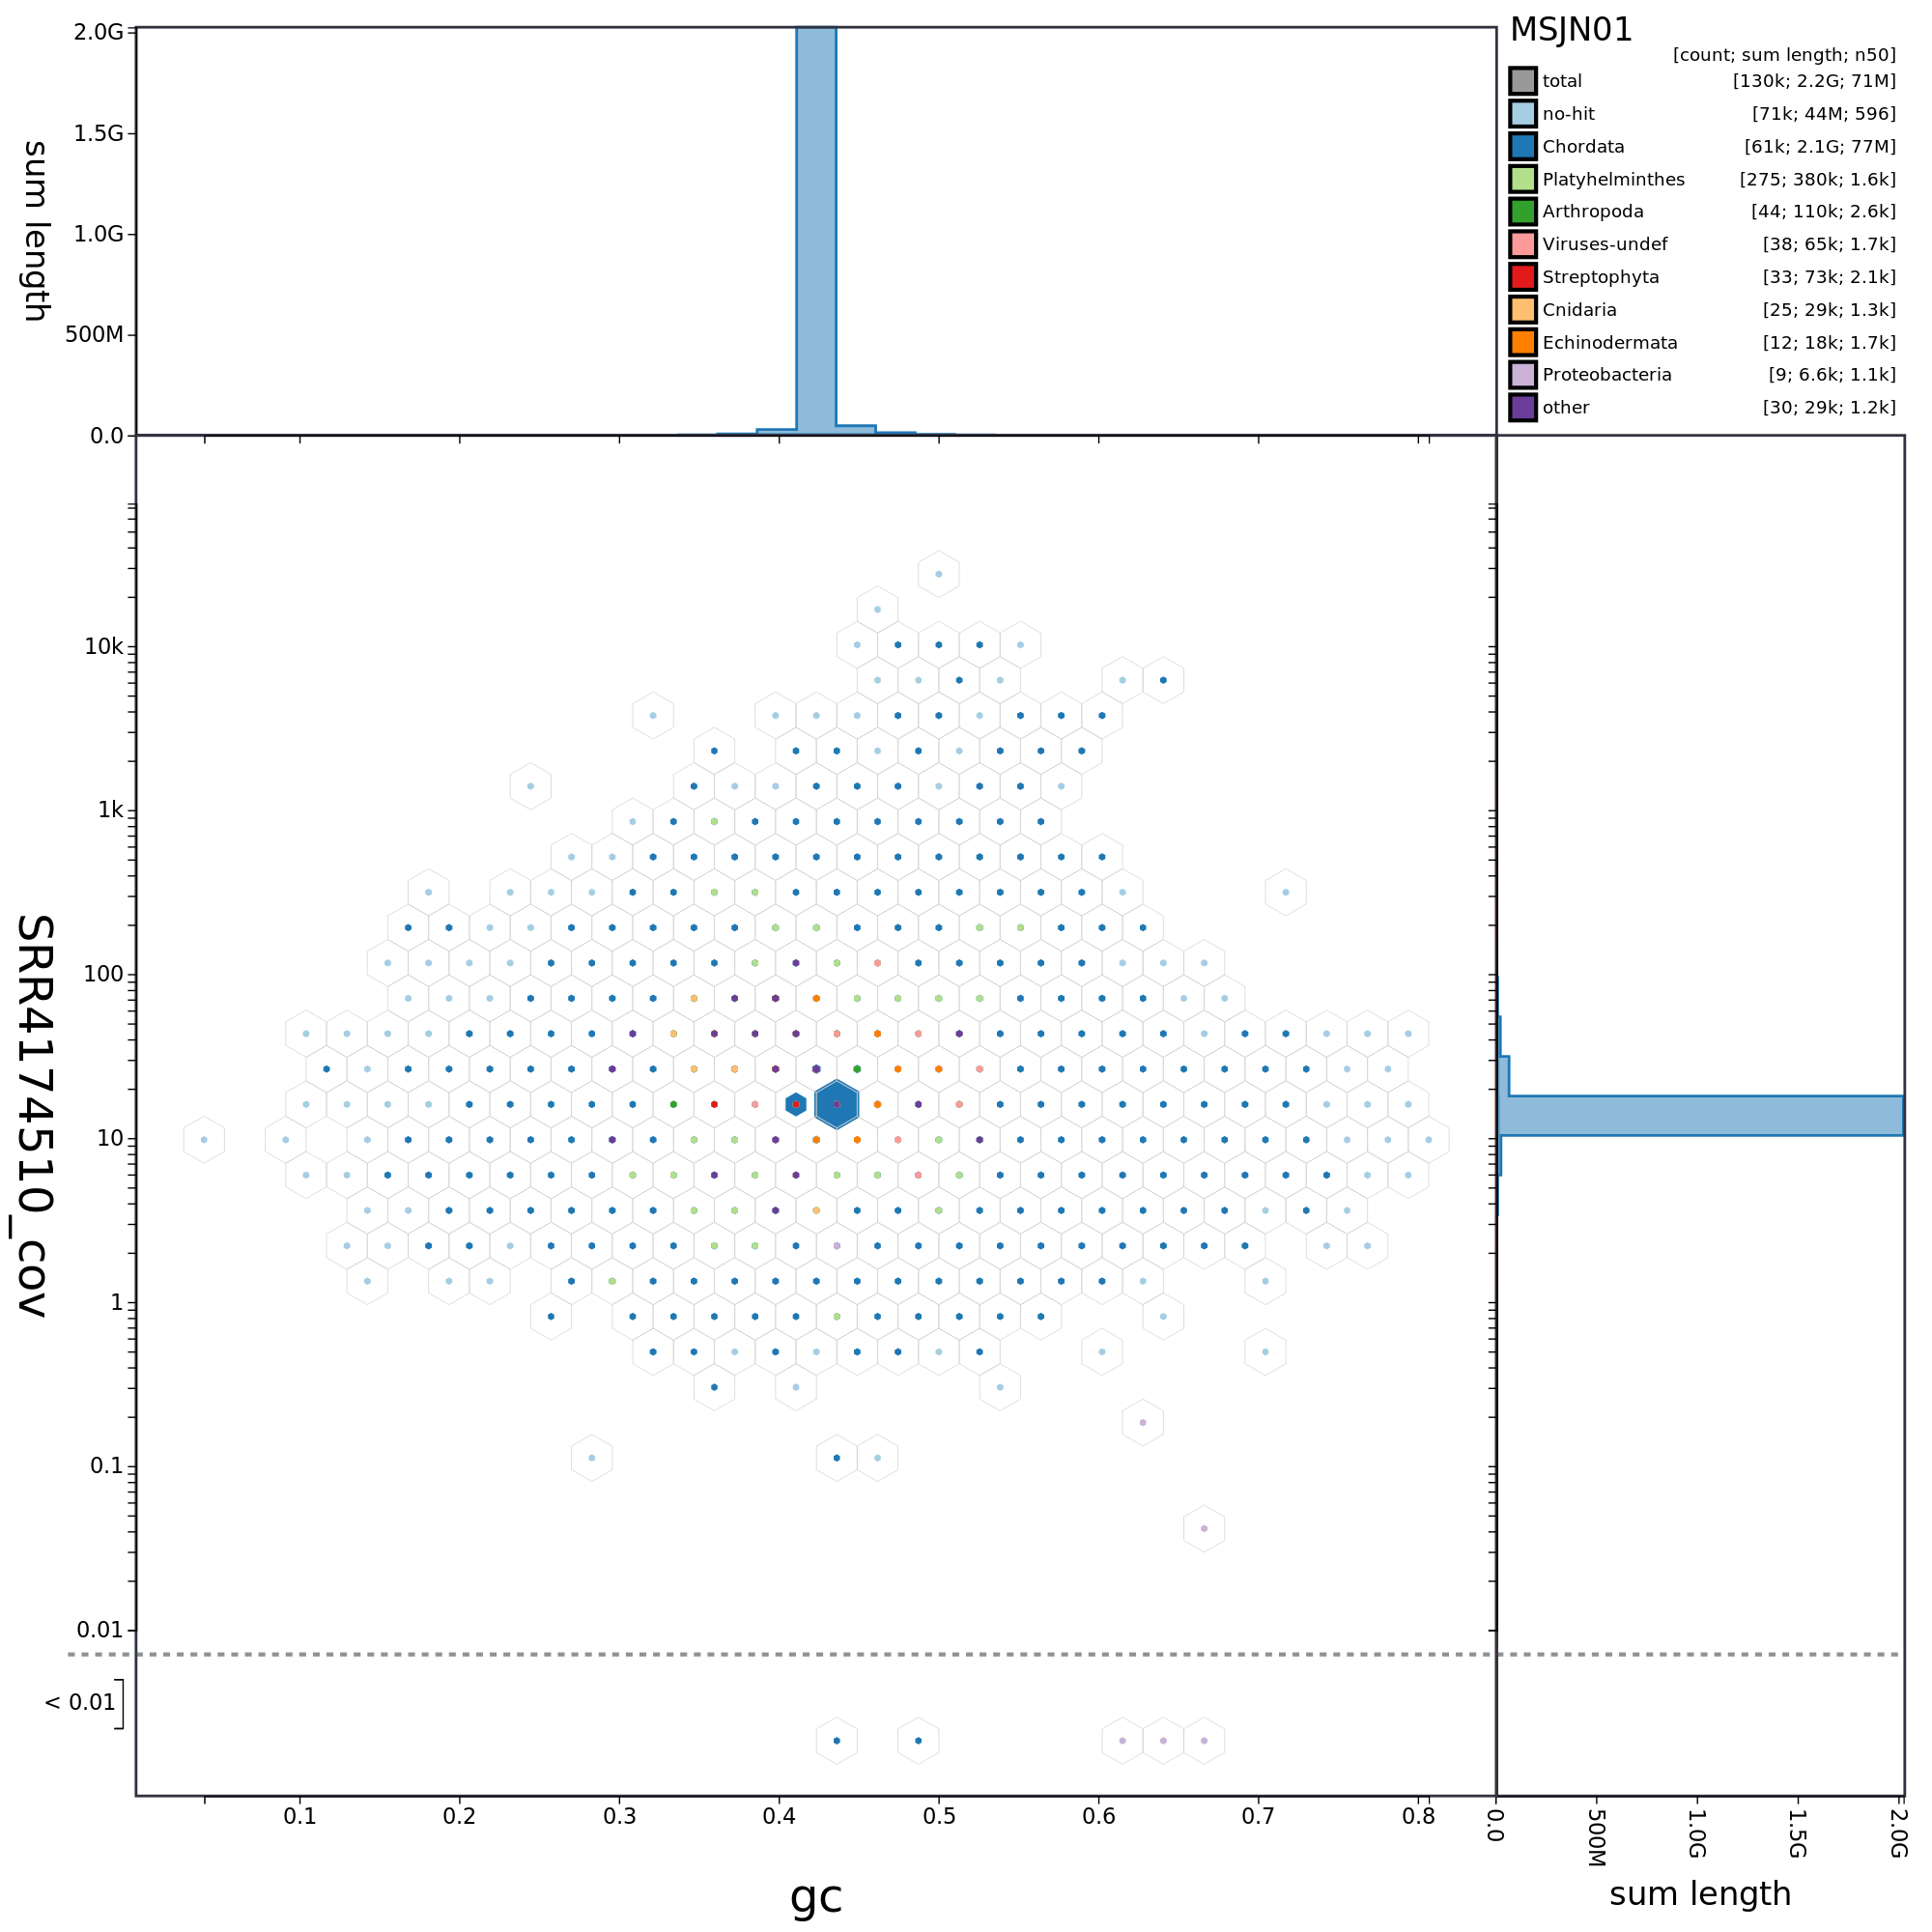 MSJN01
[count; sum length; n50]
total [130k; 2.2G; 71M]
no-hit [71k; 44M; 596]
Chordata [61k; 2.1G; 77M]
Platyhelminthes [275; 380k; 1.6k]
Arthropoda [44; 110k; 2.6k]
Viruses-undef [38; 65k; 1.7k]
Streptophyta [33; 73k; 2.1k]
Cnidaria [25; 29k; 1.3k]
Echinodermata [12; 18k; 1.7k]
Proteobacteria [9; 6.6k; 1.1k]
other [30; 29k; 1.2k]
sum length
2.0G
1.5G
1.0G
500M
0.0
SRR4174510_cov
10k
1k
100
10
1
0.1
0.01
< 0.01
0.1 0.2 0.3 0.4 0.5 0.6 0.7 0.8
gc
0.0 500M 1.0G 1.5G 2.0G
sum length